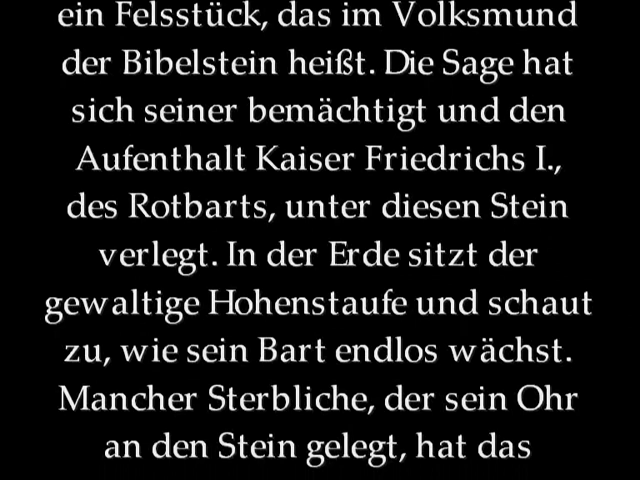 ein Felsstück, das im Volksmund
der Bibelstein heißt. Die Sage hat
sich seiner bemächtigt und den
Aufenthalt Kaiser Friedrichs I.,
des Rotbarts, unter diesen Stein
verlegt. In der Erde sitzt der
gewaltige Hohenstaufe und schaut
zu, wie sein Bart endlos wächst.
Mancher Sterbliche, der sein Ohr
an den Stein gelegt, hat das